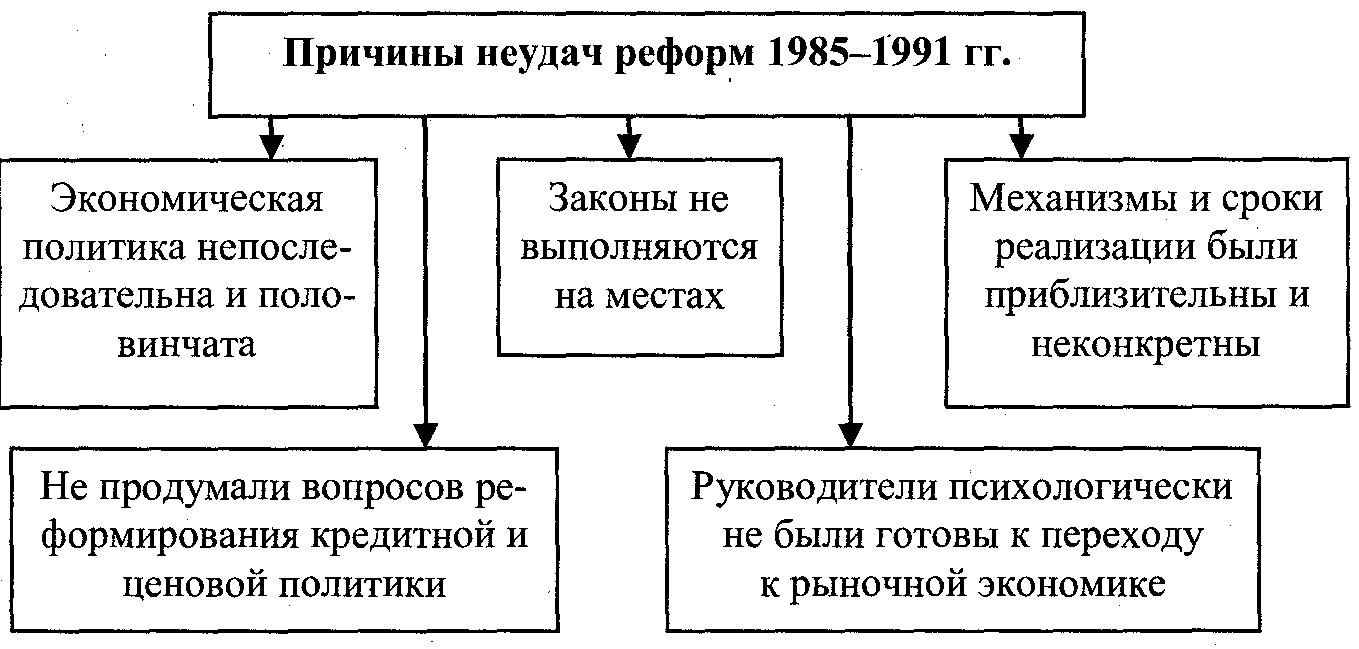 Причины неудач реформ 1985–1991 гг.
Экономическая
политика непосле-
довательна и поло-
винчата
Законы не
выполняются
на местах
Механизмы и сроки
реализации были
приблизительны и
неконкретны
Не продумали вопросов ре-
формирования кредитной и
ценовой политики
Руководители психологически
не были готовы к переходу
к рыночной экономике